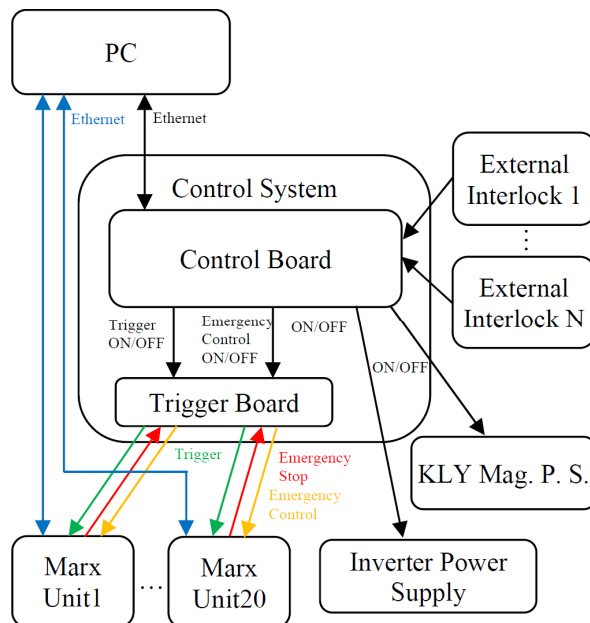 PC
Ethernet
Ethernet
Control System
External
Interlock 1
⋮
Control Board
External
Interlock N
Trigger
ON/OFF
Emergency
Control
ON/OFF
ON/OFF
ON/OFF
Trigger Board
Trigger
Emergency
Stop
Emergency
Control
KLY Mag. P. S.
Marx
Unit1
...
Marx
Unit20
Inverter Power
Supply